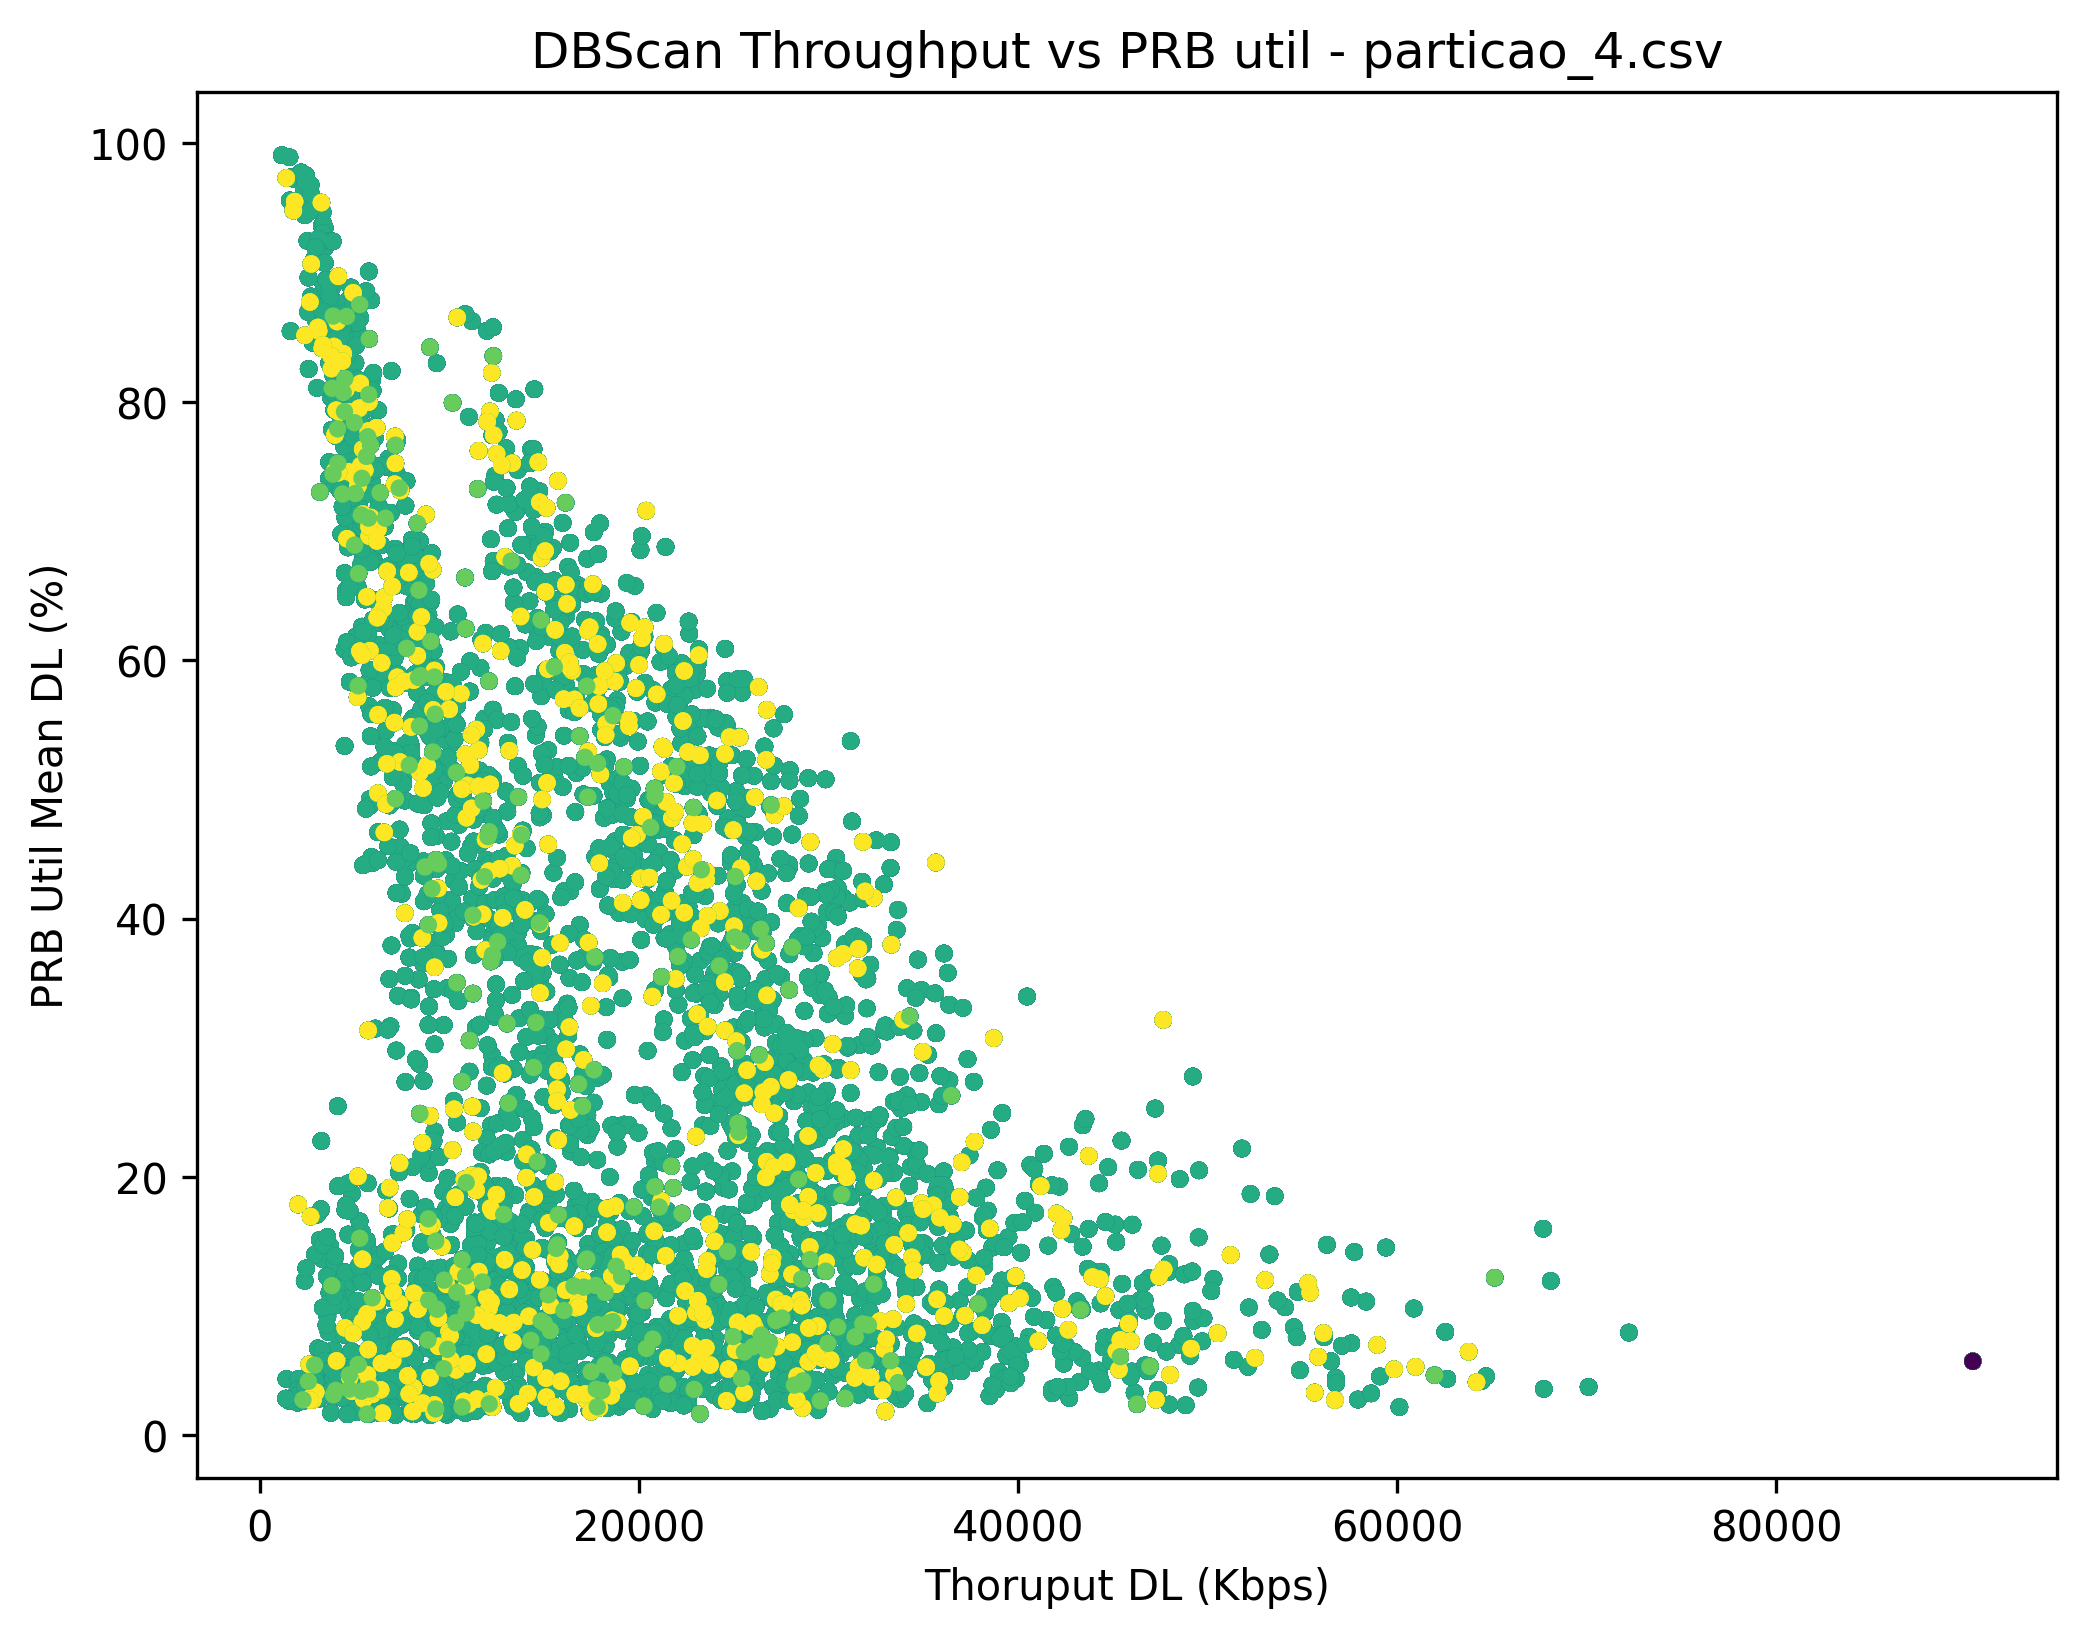 DBScan Throughput vs PRB util - particao_4.csv
PRB Util Mean DL (%)
100
80
60
40
20
0
0 20000 40000 60000 80000
Thoruput DL (Kbps)